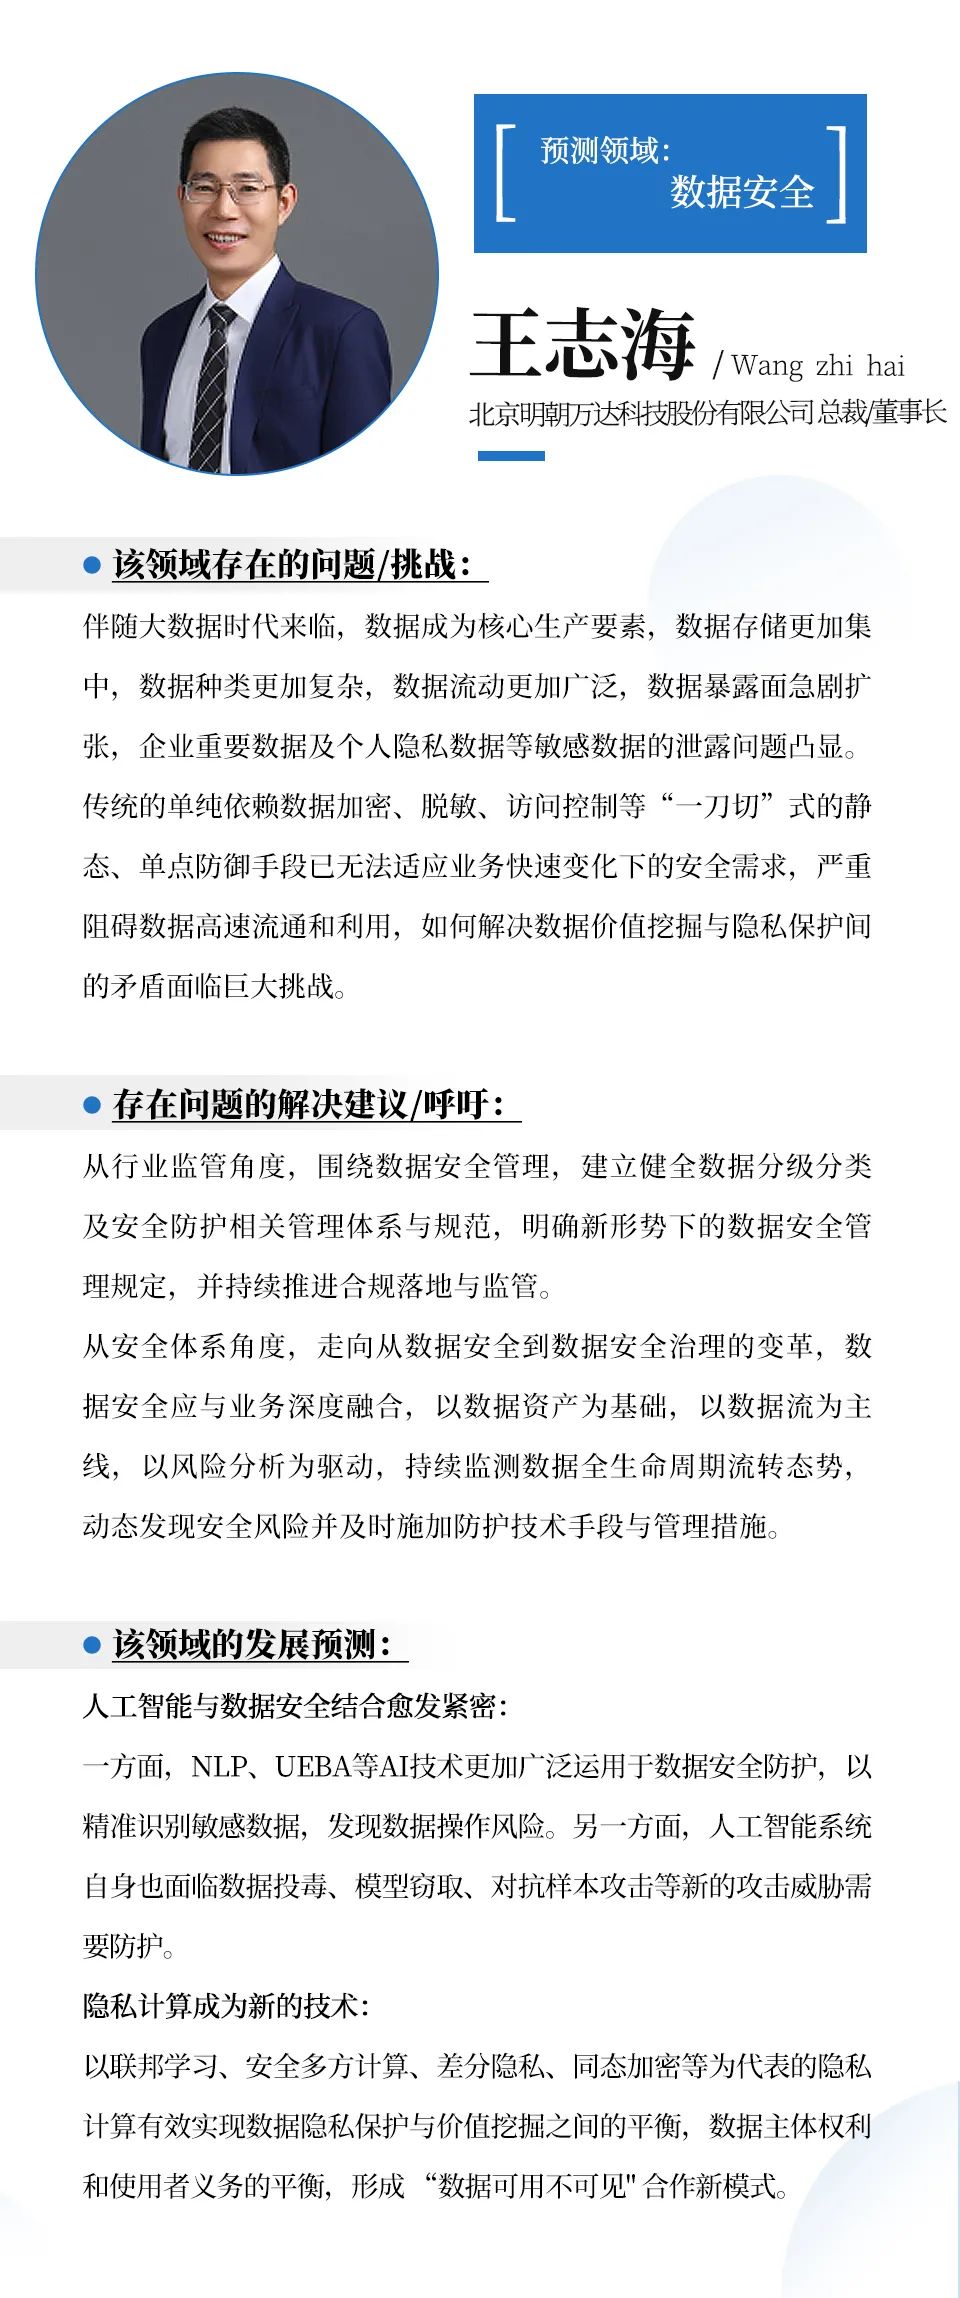 预测领域：
数据安全
王志海 / Wang zhi hai
北京明朝万达科技股份有限公司 总裁/董事长
该领域存在的问题/挑战：
伴随大数据时代来临，数据成为核心生产要素，数据存储更加集
中，数据种类更加复杂，数据流动更加广泛，数据暴露面急剧扩
张，企业重要数据及个人隐私数据等敏感数据的泄露问题凸显。
传统的单纯依赖数据加密、脱敏、访问控制等“一刀切”式的静
态、单点防御手段已无法适应业务快速变化下的安全需求，严重
阻碍数据高速流通和利用，如何解决数据价值挖掘与隐私保护间
的矛盾面临巨大挑战。
存在问题的解决建议/呼吁：
从行业监管角度，围绕数据安全管理，建立健全数据分级分类
及安全防护相关管理体系与规范，明确新形势下的数据安全管
理规定，并持续推进合规落地与监管。
从安全体系角度，走向从数据安全到数据安全治理的变革，数
据安全应与业务深度融合，以数据资产为基础，以数据流为主
线，以风险分析为驱动，持续监测数据全生命周期流转态势，
动态发现安全风险并及时施加防护技术手段与管理措施。
该领域的发展预测：
人工智能与数据安全结合愈发紧密：
一方面，NLP、UEBA等AI技术更加广泛运用于数据安全防护，以
精准识别敏感数据，发现数据操作风险。另一方面，人工智能系统
自身也面临数据投毒、模型窃取、对抗样本攻击等新的攻击威胁需
要防护。
隐私计算成为新的技术：
以联邦学习、安全多方计算、差分隐私、同态加密等为代表的隐私
计算有效实现数据隐私保护与价值挖掘之间的平衡，数据主体权利
和使用者义务的平衡，形成 “数据可用不可见" 合作新模式。